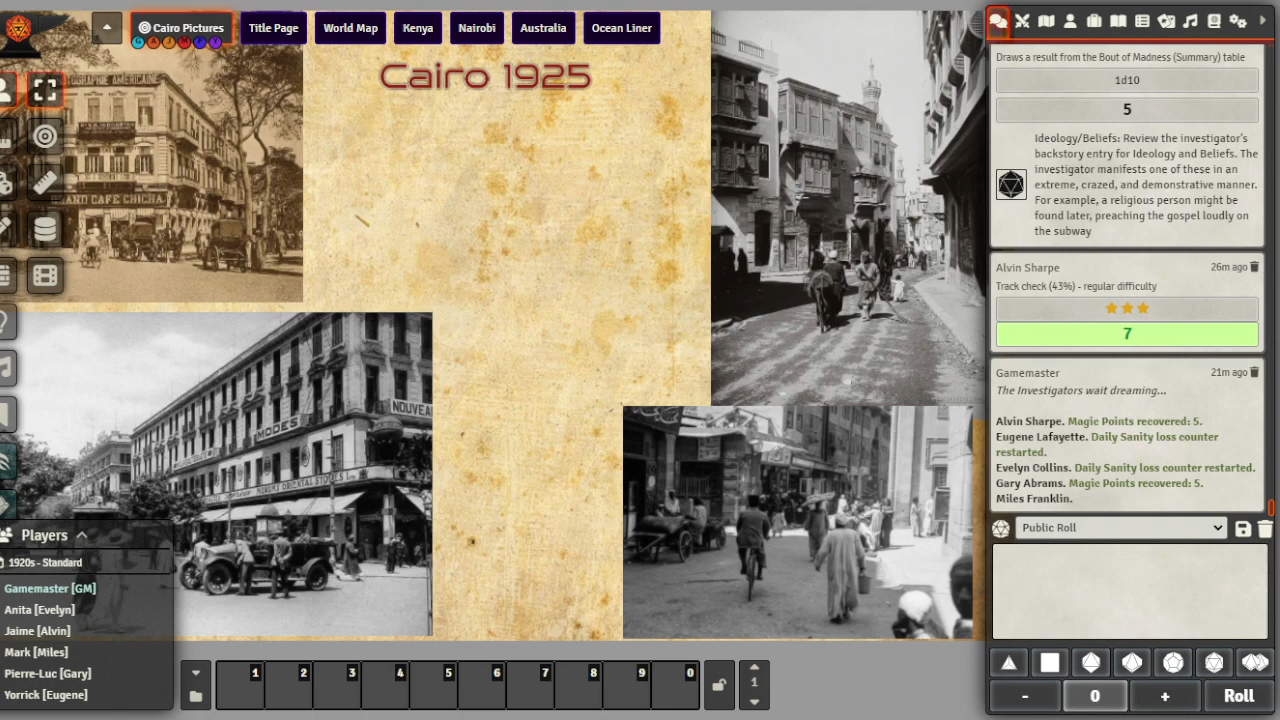 Cairo Pictures
G A J M P Y
Title Page
World Map
Kenya
Nairobi
Australia
Ocean Liner
Cairo 1925
GRAND CAFE CHICHA
MODES
NOUVEA
Players
1920s - Standard
Gamemaster [GM]
Anita [Evelyn]
Jaime [Alvin]
Mark [Miles]
Pierre-Luc [Gary]
Yorrick [Eugene]
1 2 3 4 5 6 7 8 9 0
1
Draws a result from the Bout of Madness (Summary) table
1d10
5
Ideology/Beliefs: Review the investigator's
backstory entry for Ideology and Beliefs. The
investigator manifests one of these in an
extreme, crazed, and demonstrative manner.
For example, a religious person might be
found later, preaching the gospel loudly on
the subway
Alvin Sharpe
26m ago
Track check (43%) - regular difficulty
7
Gamemaster
21m ago
The Investigators wait dreaming...
Alvin Sharpe. Magic Points recovered: 5.
Eugene Lafayette. Daily Sanity loss counter
restarted.
Evelyn Collins. Daily Sanity loss counter restarted.
Gary Abrams. Magic Points recovered: 5.
Miles Franklin.
Public Roll
- 0 + Roll